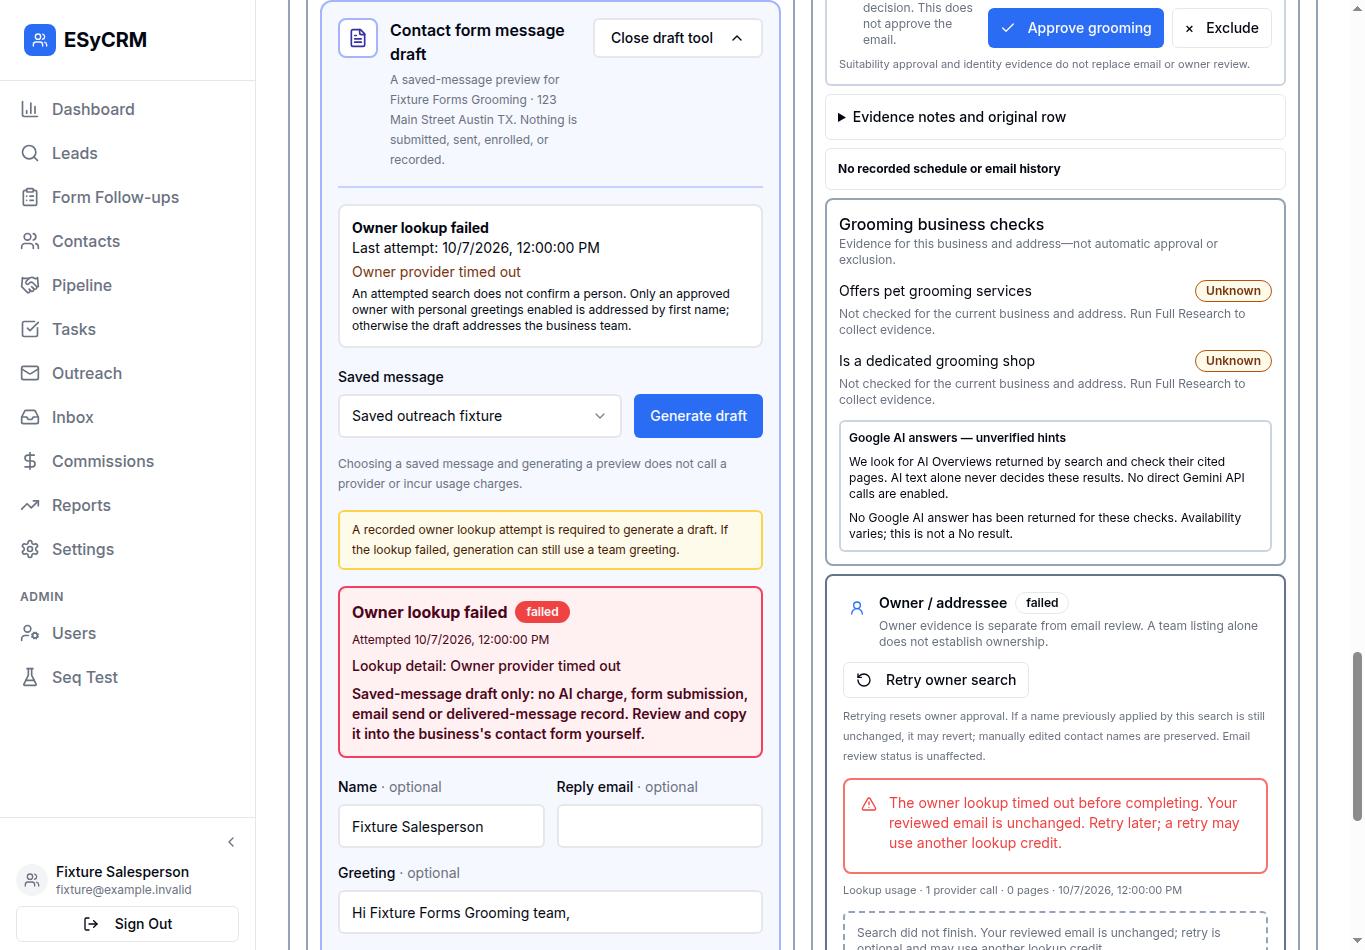 ESyCRM
Dashboard
Leads
Form Follow-ups
Contacts
Pipeline
Tasks
Outreach
Inbox
Commissions
Reports
Settings
ADMIN
Users
Seq Test
Fixture Salesperson
fixture@example.invalid
Sign Out
Contact form message
draft
A saved-message preview for
Fixture Forms Grooming · 123
Main Street Austin TX. Nothing is
submitted, sent, enrolled, or
recorded.
Close draft tool
Owner lookup failed
Last attempt: 10/7/2026, 12:00:00 PM
Owner provider timed out
An attempted search does not confirm a person. Only an approved
owner with personal greetings enabled is addressed by first name;
otherwise the draft addresses the business team.
Saved message
Saved outreach fixture
Generate draft
Choosing a saved message and generating a preview does not call a
provider or incur usage charges.
A recorded owner lookup attempt is required to generate a draft. If
the lookup failed, generation can still use a team greeting.
Owner lookup failed failed
Attempted 10/7/2026, 12:00:00 PM
Lookup detail: Owner provider timed out
Saved-message draft only: no AI charge, form submission,
email send or delivered-message record. Review and copy
it into the business's contact form yourself.
Name · optional
Reply email · optional
Fixture Salesperson
Greeting · optional
Hi Fixture Forms Grooming team,
decision. This does
not approve the
email.
Approve grooming
× Exclude
Suitability approval and identity evidence do not replace email or owner review.
Evidence notes and original row
No recorded schedule or email history
Grooming business checks
Evidence for this business and address—not automatic approval or
exclusion.
Offers pet grooming services Unknown
Not checked for the current business and address. Run Full Research to
collect evidence.
Is a dedicated grooming shop Unknown
Not checked for the current business and address. Run Full Research to
collect evidence.
Google AI answers — unverified hints
We look for AI Overviews returned by search and check their cited
pages. AI text alone never decides these results. No direct Gemini API
calls are enabled.
No Google AI answer has been returned for these checks. Availability
varies; this is not a No result.
Owner / addressee failed
Owner evidence is separate from email review. A team listing alone
does not establish ownership.
Retry owner search
Retrying resets owner approval. If a name previously applied by this search is still
unchanged, it may revert; manually edited contact names are preserved. Email
review status is unaffected.
The owner lookup timed out before completing. Your
reviewed email is unchanged. Retry later; a retry may
use another lookup credit.
Lookup usage · 1 provider call · 0 pages · 10/7/2026, 12:00:00 PM
Search did not finish. Your reviewed email is unchanged; retry is
optional and may use another lookup credit.